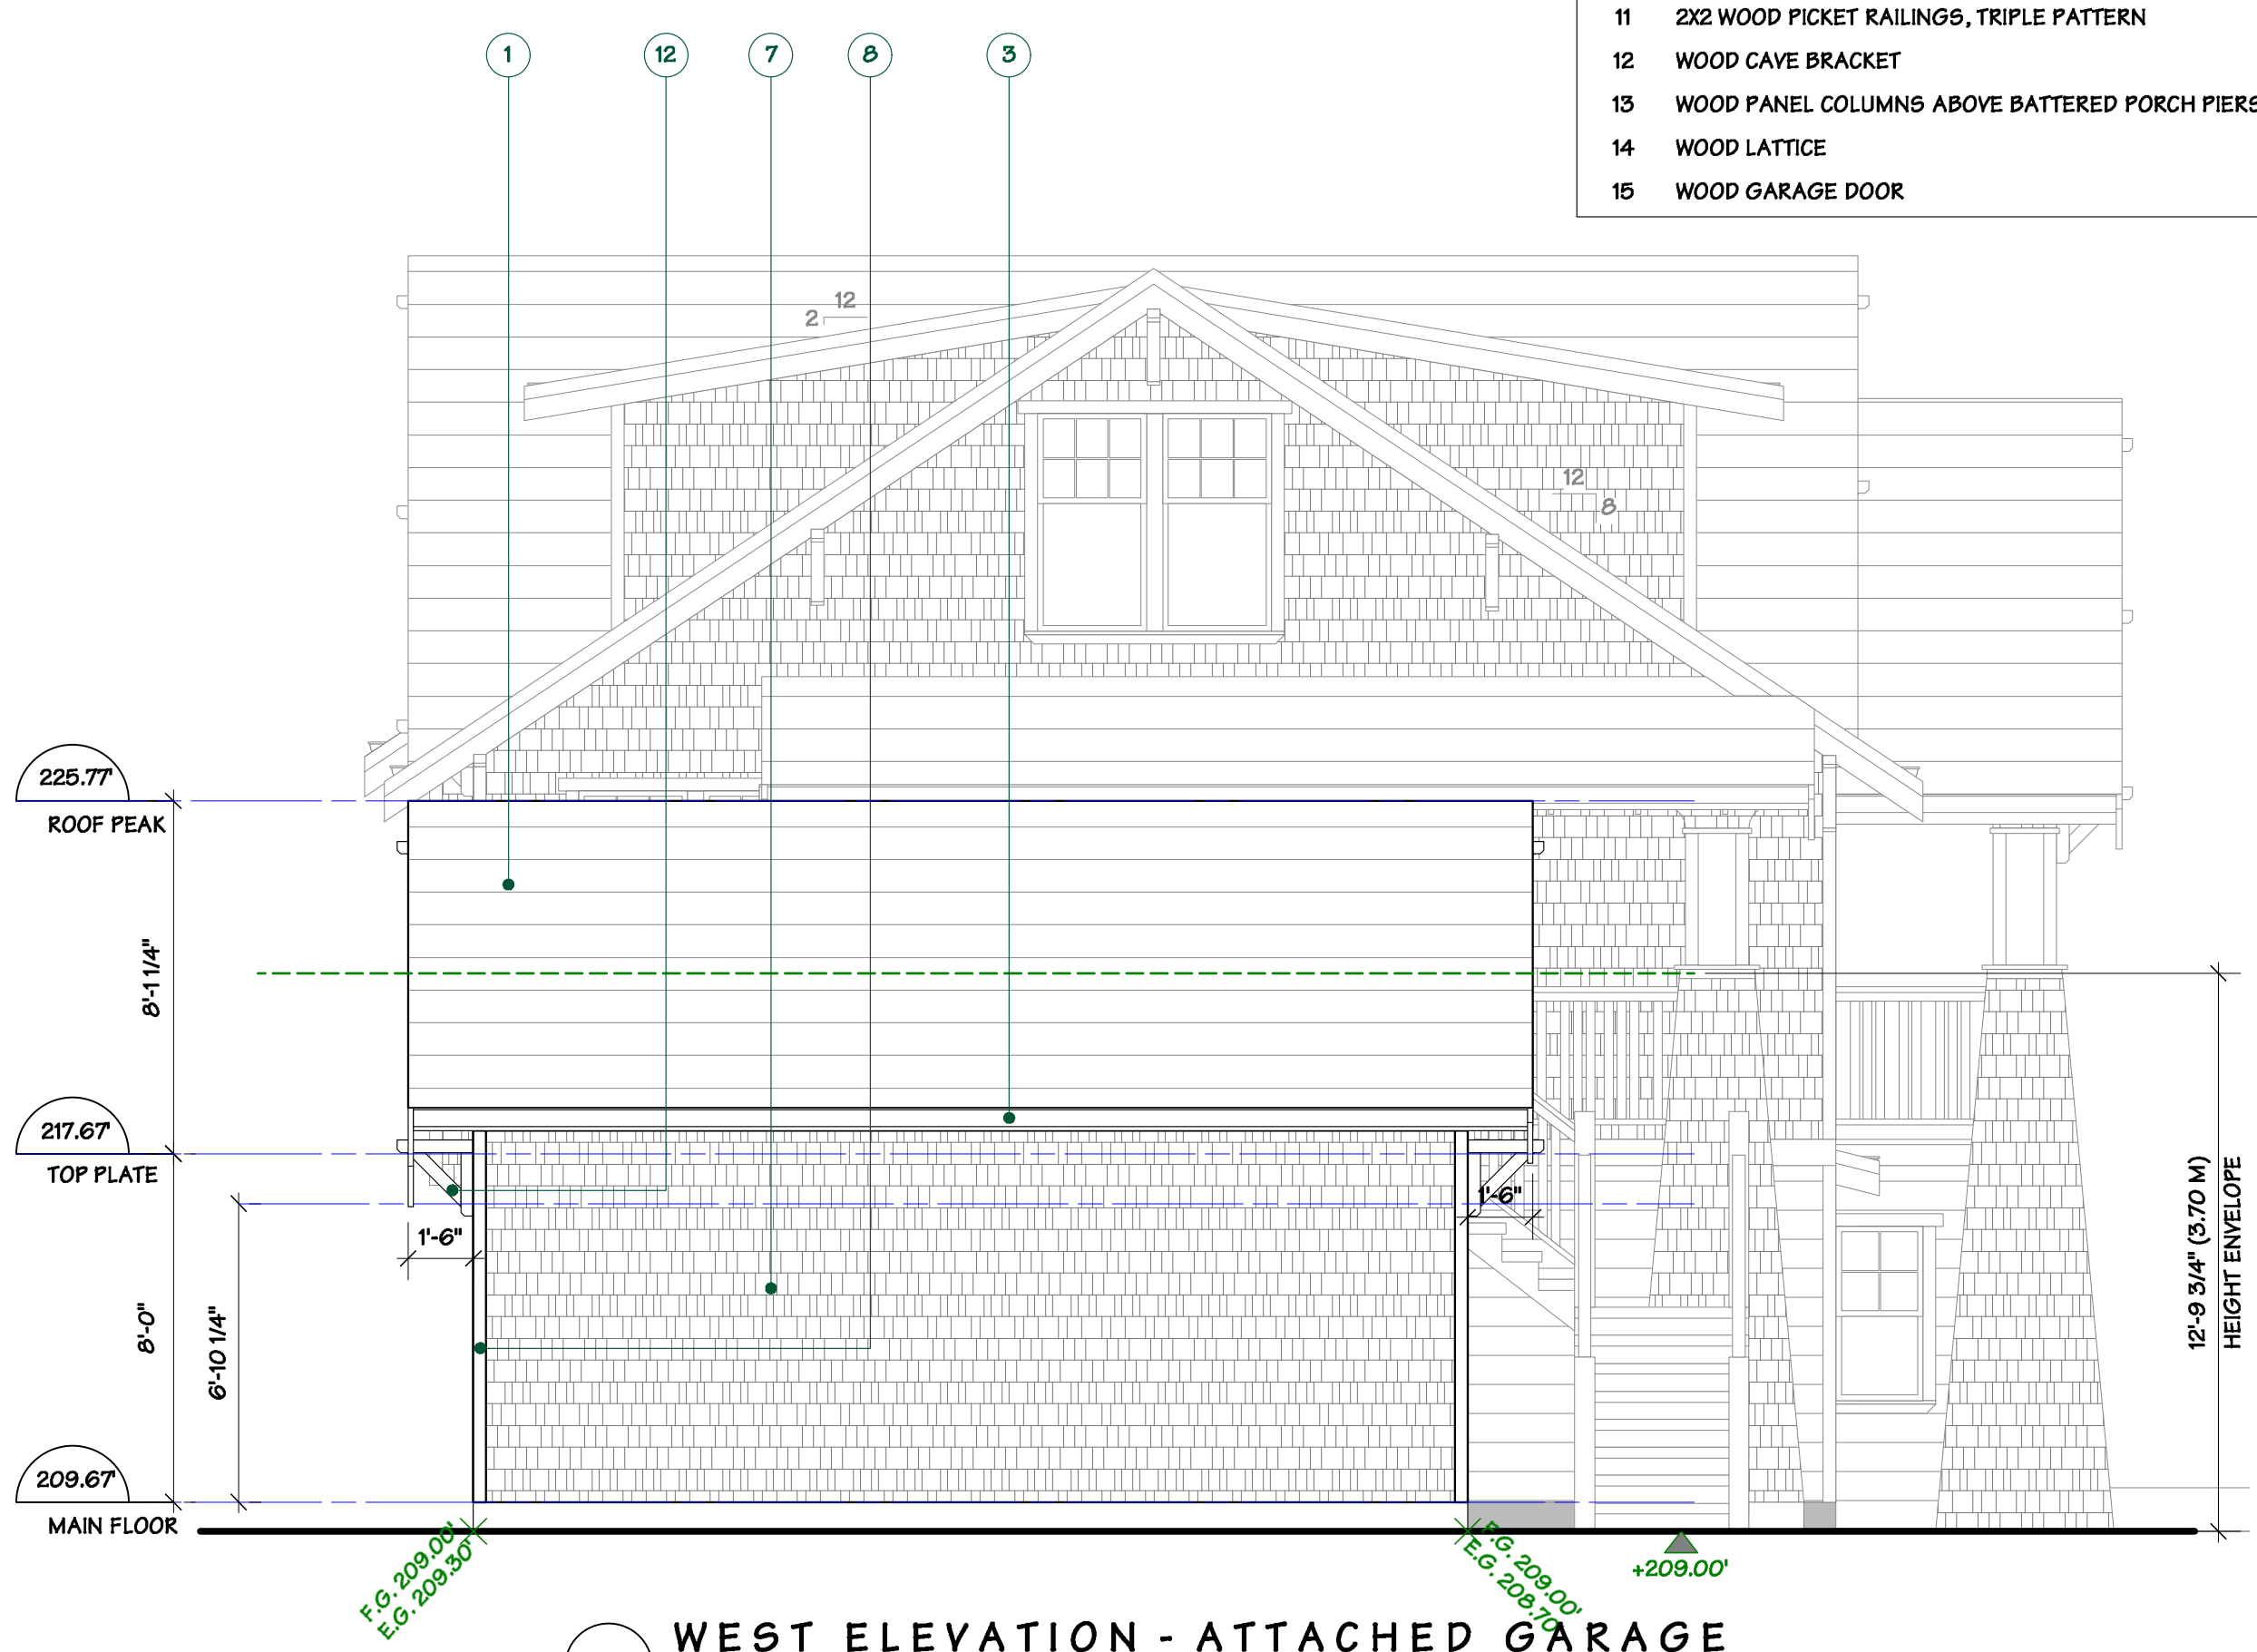 11 2X2 WOOD PICKET RAILINGS, TRIPLE PATTERN
12 WOOD CAVE BRACKET
13 WOOD PANEL COLUMNS ABOVE BATTERED PORCH PIERS
14 WOOD LATTICE
15 WOOD GARAGE DOOR
1 12 7 8 3
12
2
12
8
225.77'
ROOF PEAK
8'-1 1/4"
217.67'
TOP PLATE
1'-6"
1'-6"
8'-0"
6'-10 1/4"
12'-9 3/4" (3.70 M)
HEIGHT ENVELOPE
209.67'
MAIN FLOOR
F.G. 209.00'
E.G. 209.30'
F.G. 209.00'
E.G. 208.70'
+209.00'
WEST ELEVATION - ATTACHED GARAGE